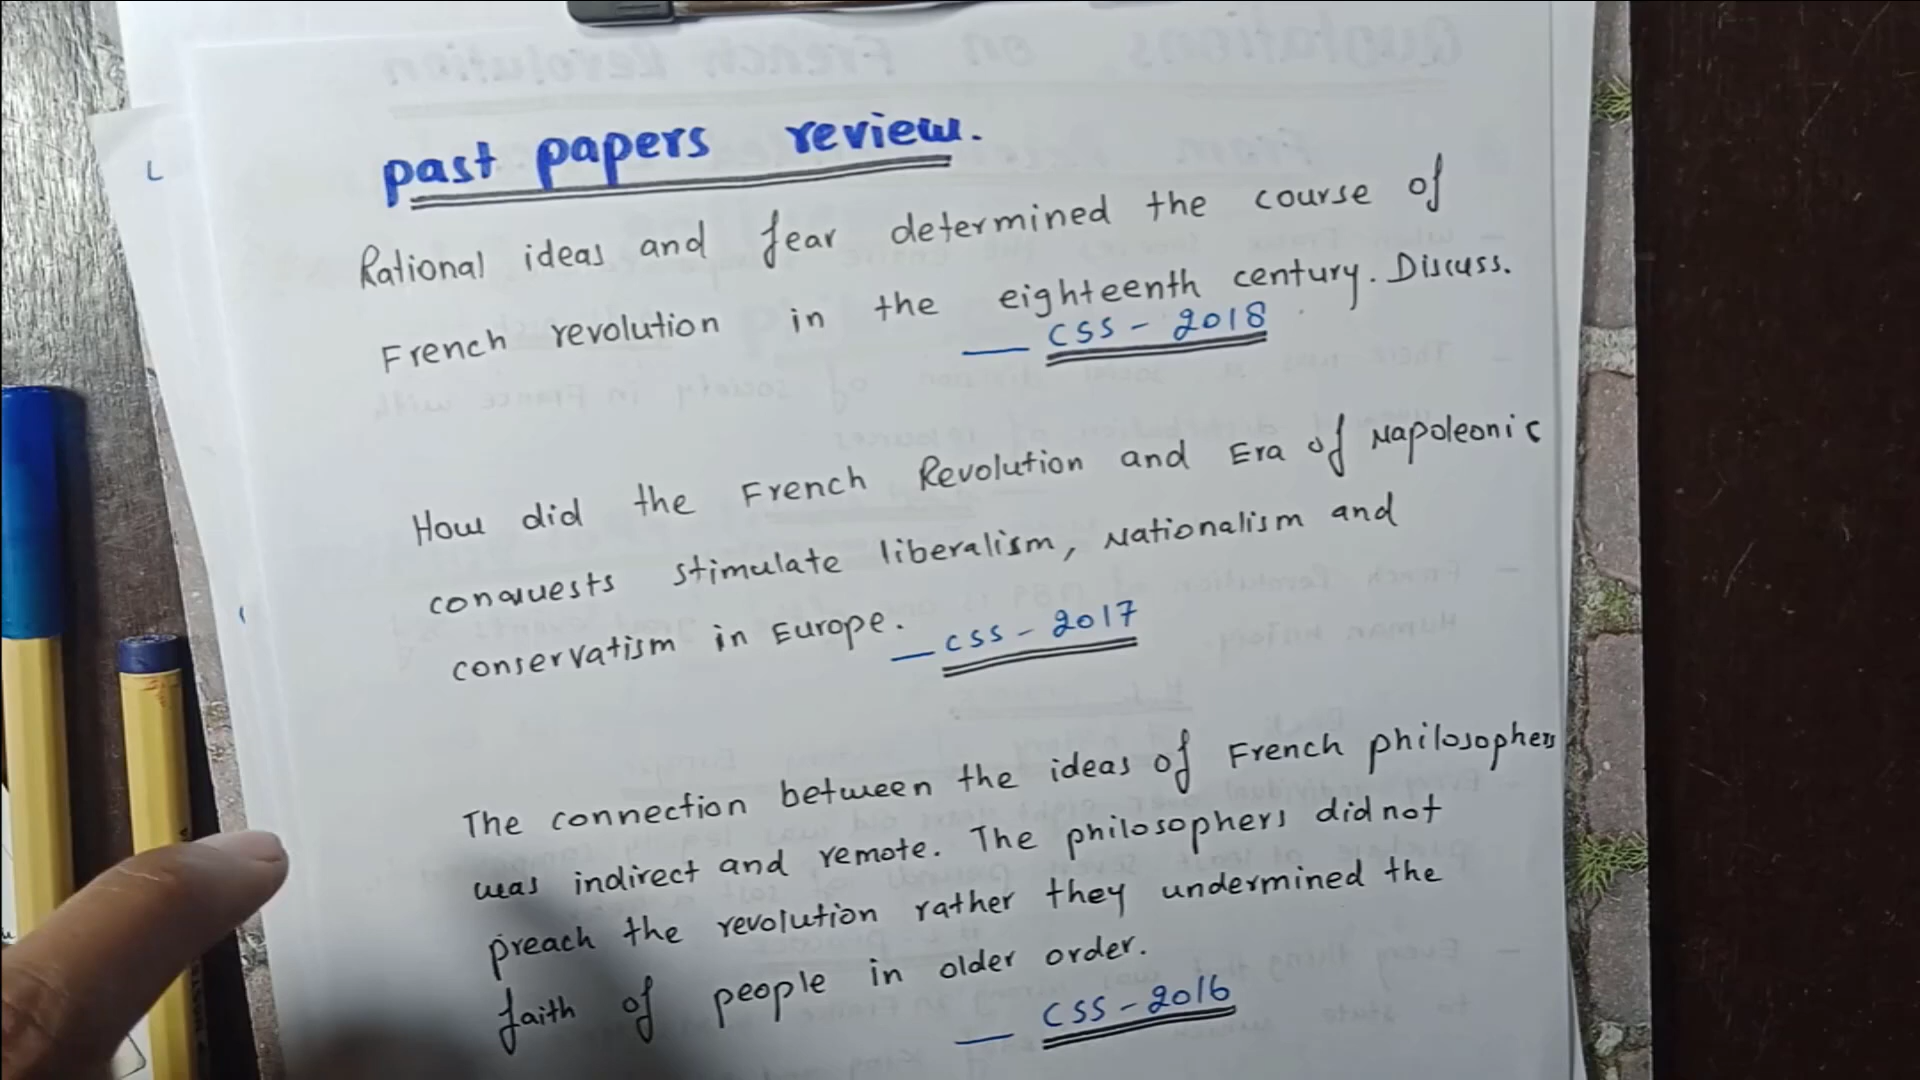 past papers review.
Rational ideas and fear determined the course of
French revolution in the eighteenth century. Discuss.
__ CSS - 2018
How did the French Revolution and Era of Napoleonic
conquests stimulate liberalism, Nationalism and
conservatism in Europe.
__ CSS - 2017
The connection between the ideas of French philosophers
was indirect and remote. The philosophers did not
preach the revolution rather they undermined the
faith of people in older order.
__ CSS - 2016